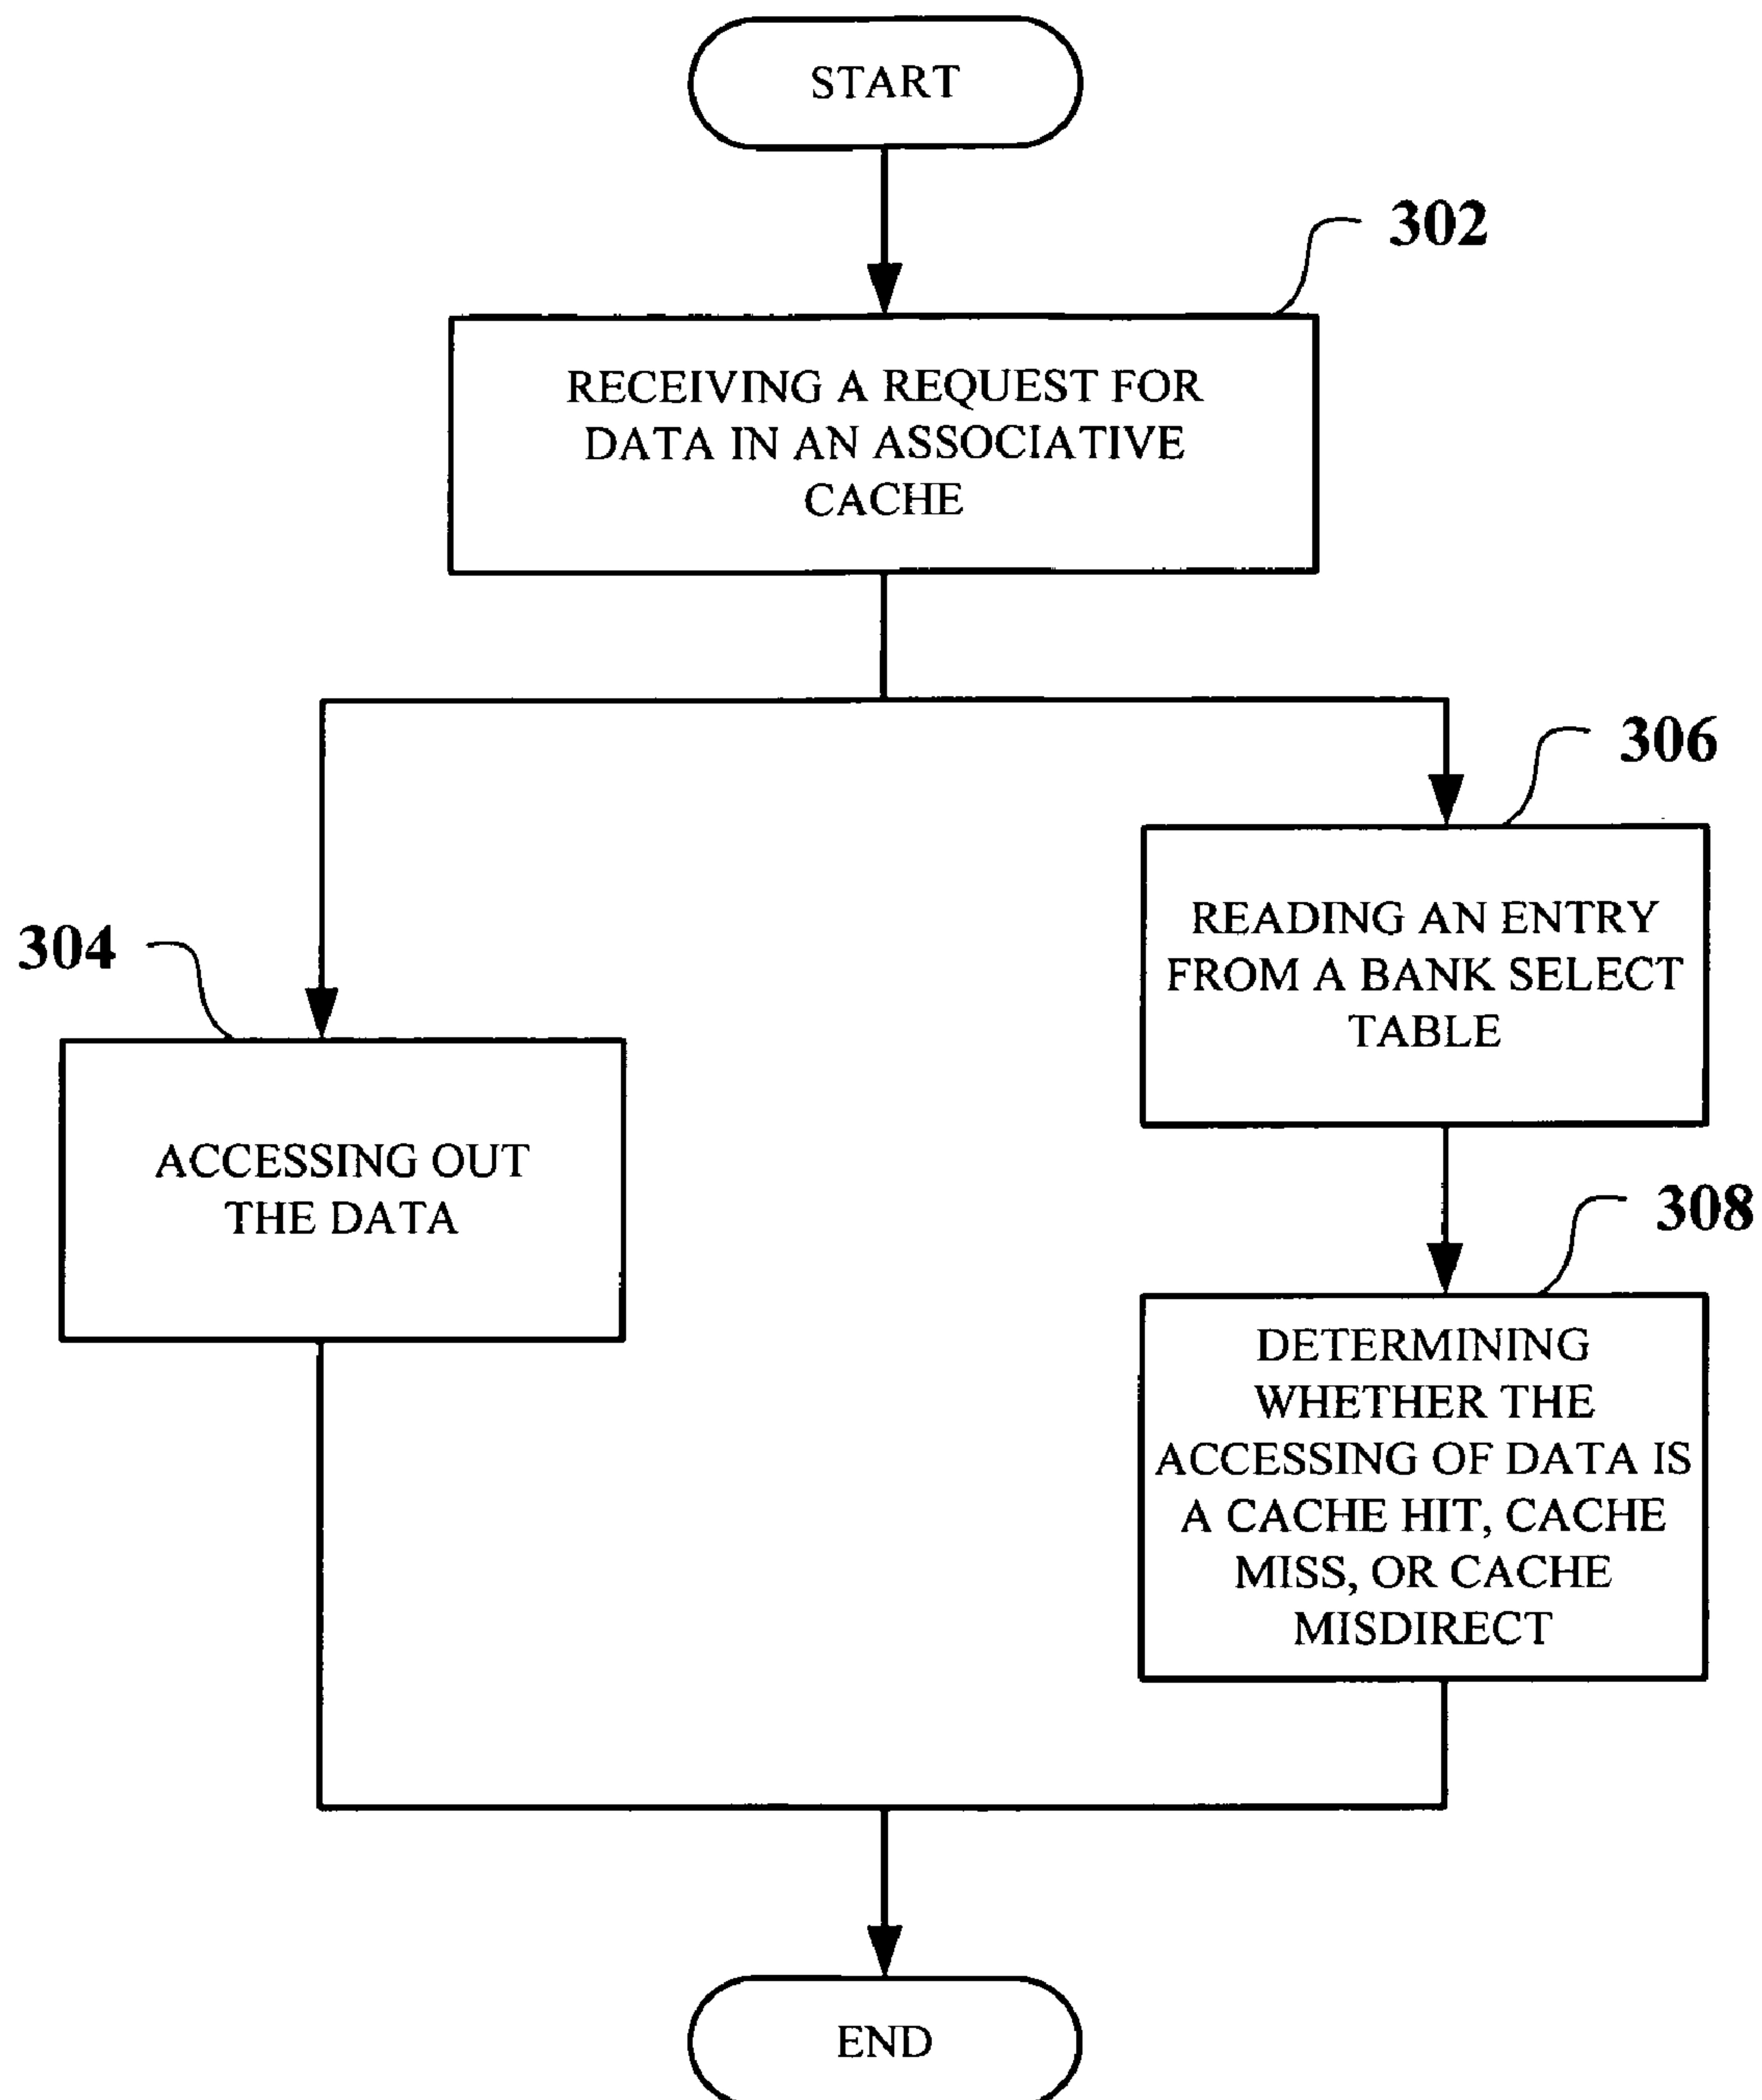 START
302
RECEIVING A REQUEST FOR
DATA IN AN ASSOCIATIVE
CACHE
306
READING AN ENTRY
FROM A BANK SELECT
TABLE
304
ACCESSING OUT
THE DATA
308
DETERMINING
WHETHER THE
ACCESSING OF DATA IS
A CACHE HIT, CACHE
MISS, OR CACHE
MISDIRECT
END